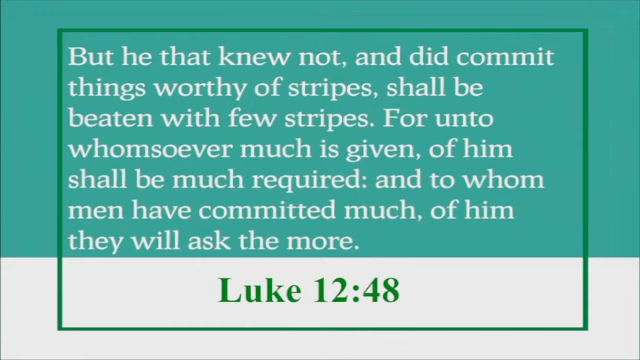 But he that knew not, and did commit
things worthy of stripes, shall be
beaten with few stripes. For unto
whomsoever much is given, of him
shall be much required: and to whom
men have committed much, of him
they will ask the more.
Luke 12:48